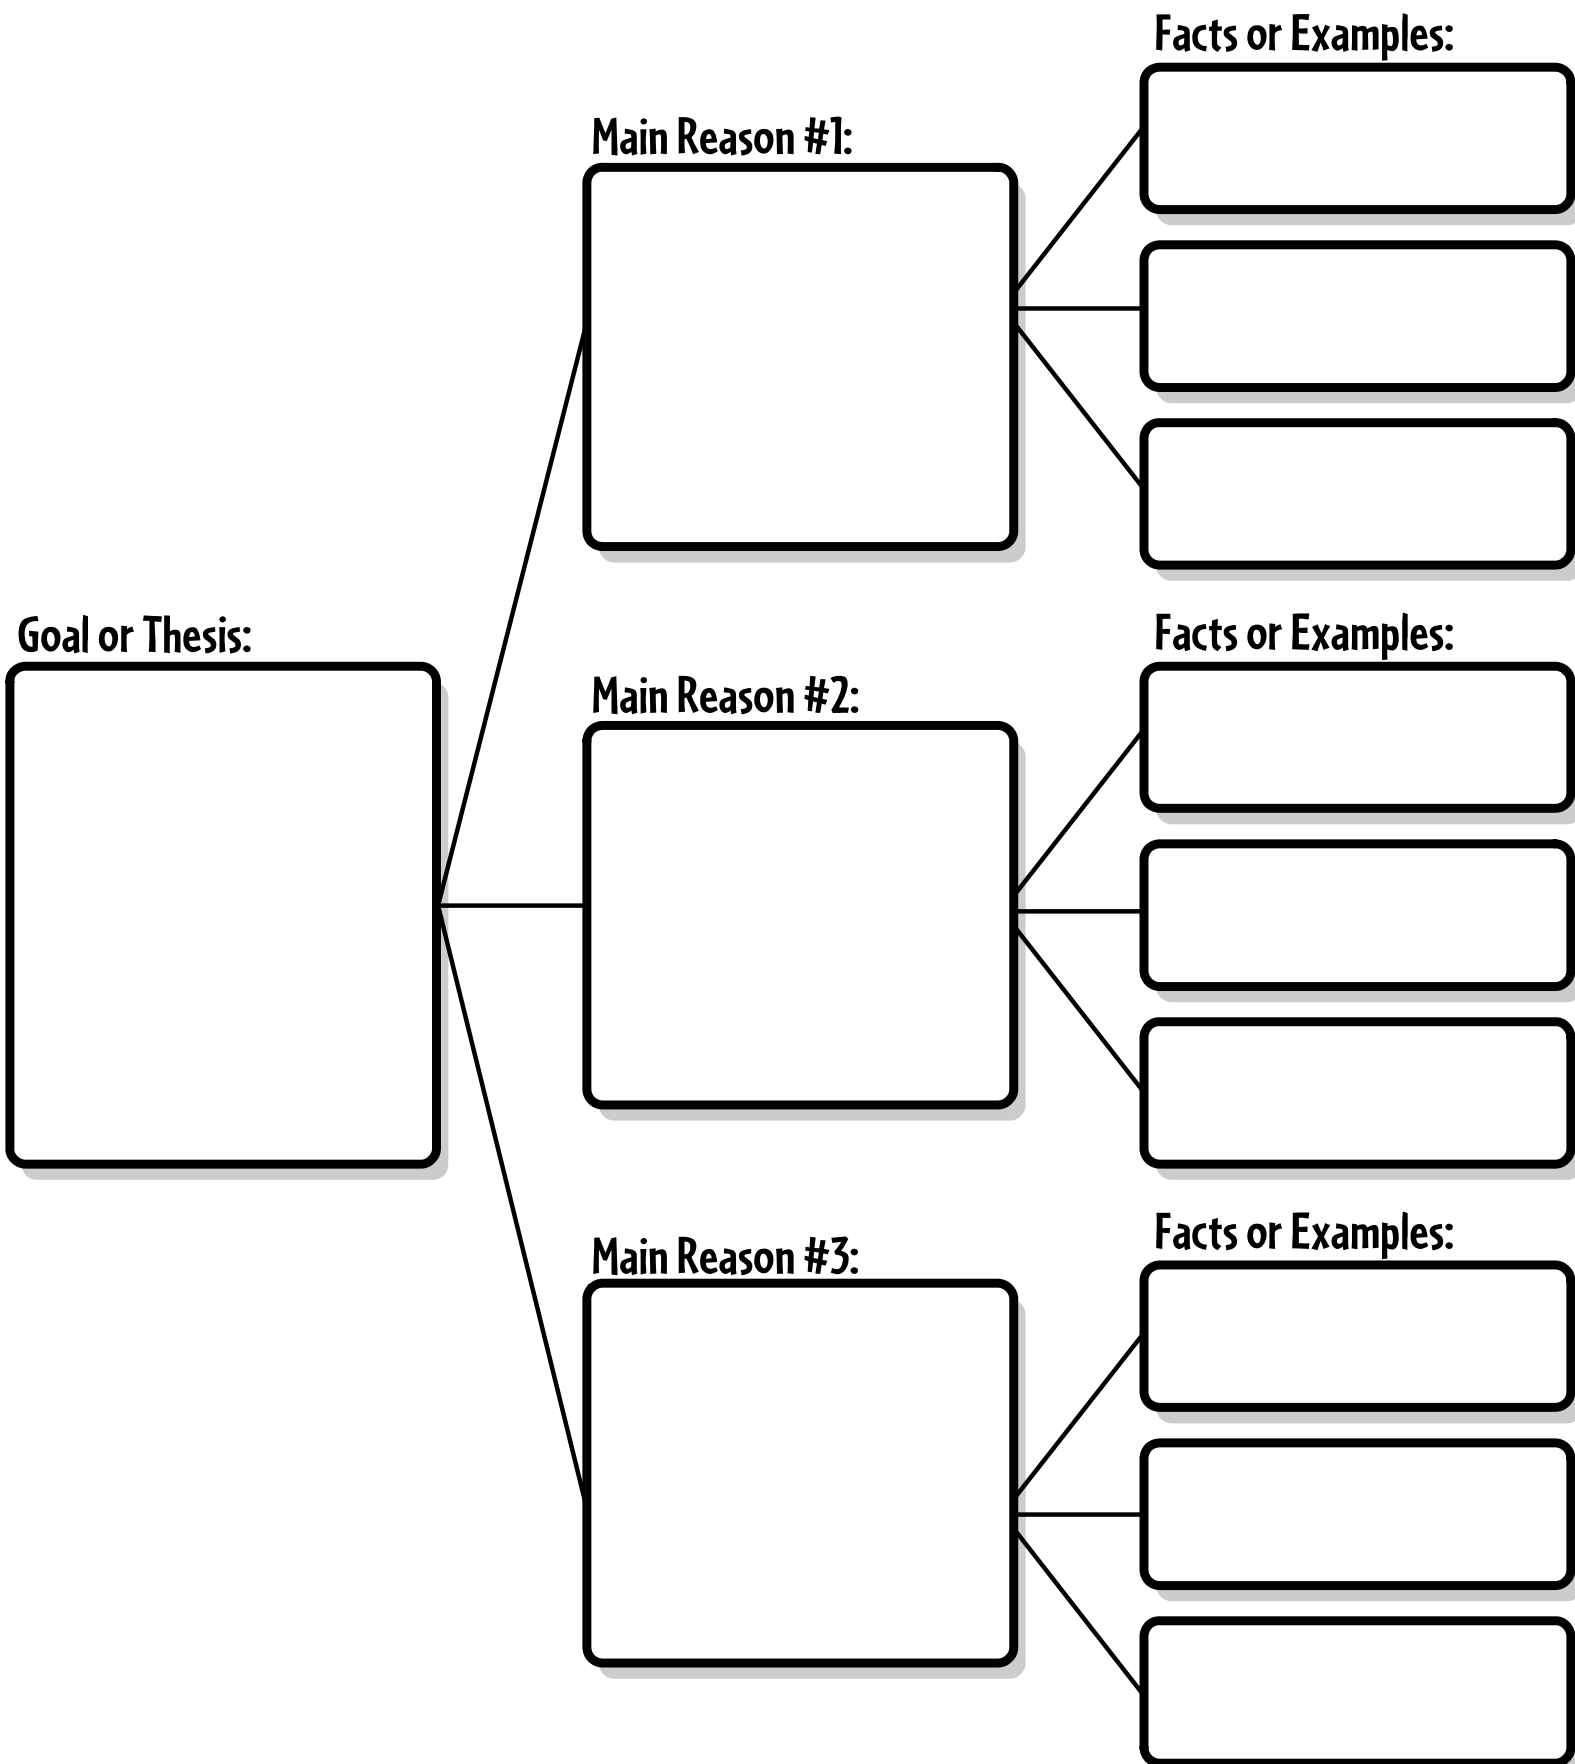 Goal or Thesis:
Main Reason #1:
Facts or Examples:
Main Reason #2:
Facts or Examples:
Main Reason #3:
Facts or Examples: